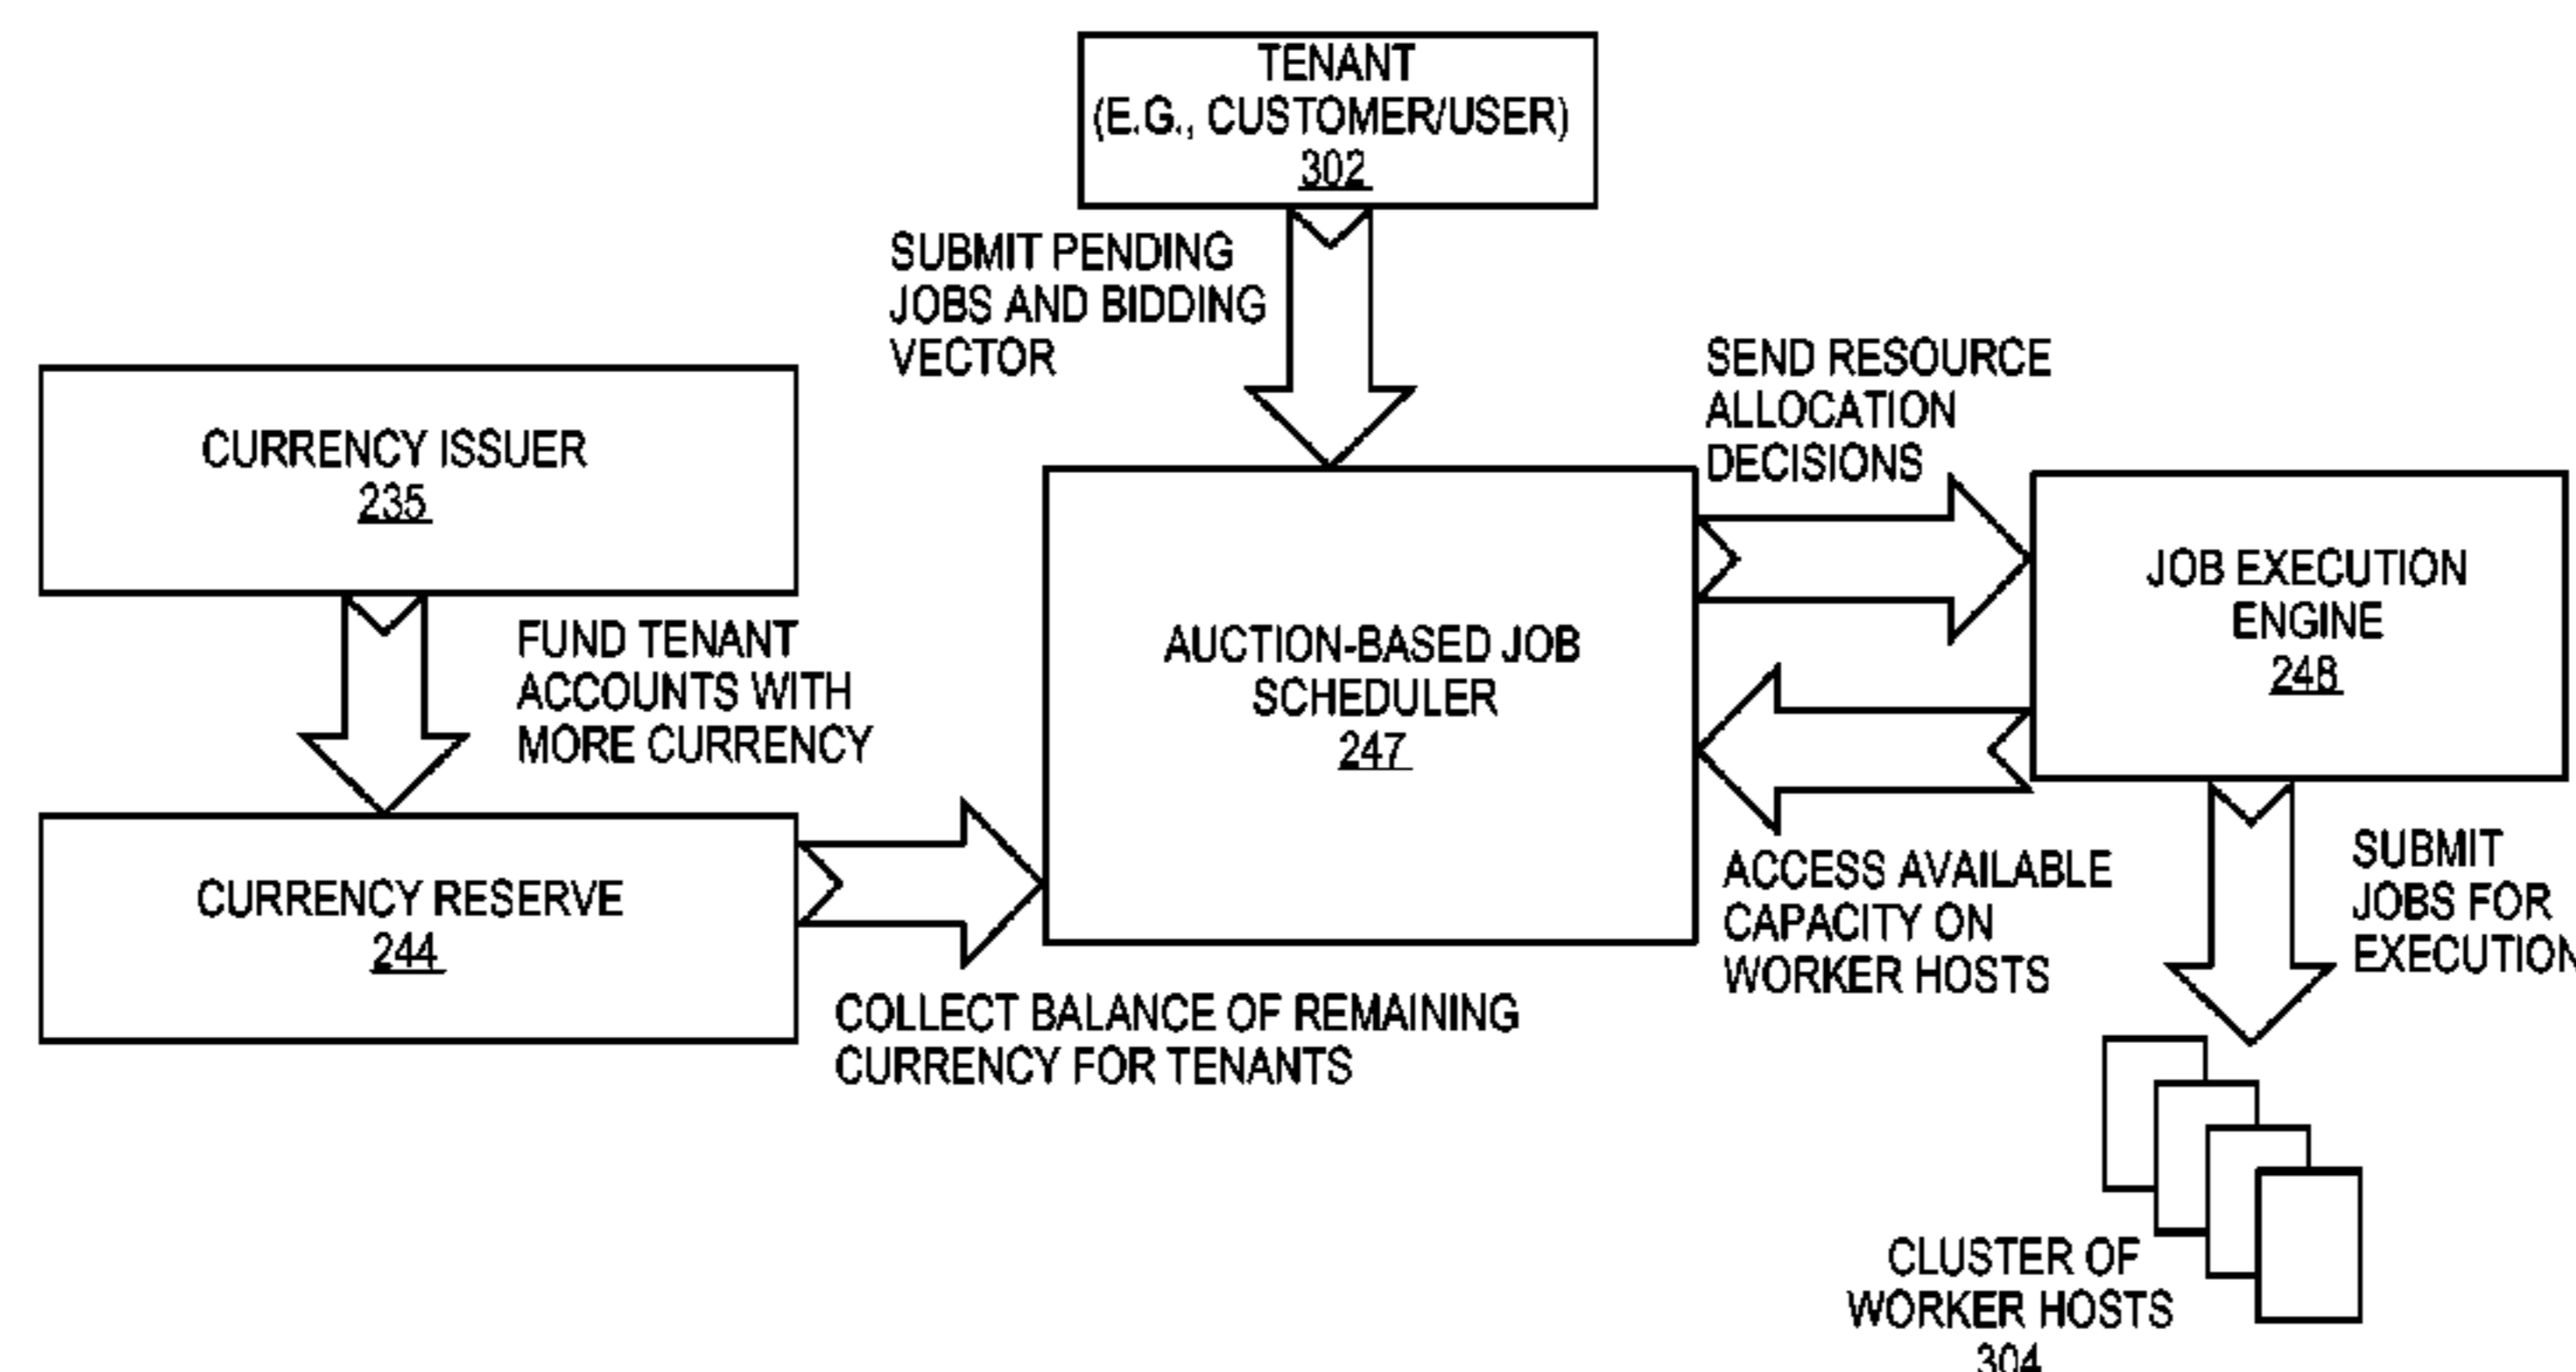 TENANT
(E.G., CUSTOMER/USER)
302
SUBMIT PENDING
JOBS AND BIDDING
VECTOR
SEND RESOURCE
ALLOCATION
DECISIONS
CURRENCY ISSUER
235
FUND TENANT
ACCOUNTS WITH
MORE CURRENCY
AUCTION-BASED JOB
SCHEDULER
247
JOB EXECUTION
ENGINE
248
CURRENCY RESERVE
244
COLLECT BALANCE OF REMAINING
CURRENCY FOR TENANTS
ACCESS AVAILABLE
CAPACITY ON
WORKER HOSTS
SUBMIT
JOBS FOR
EXECUTION
CLUSTER OF
WORKER HOSTS
304